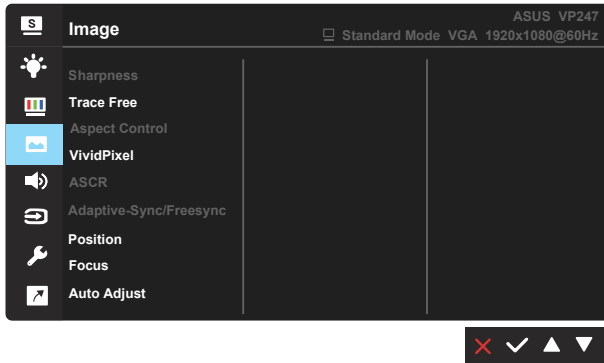 S
Image
ASUS VP247
Standard Mode VGA 1920x1080@60Hz
Sharpness
Trace Free
Aspect Control
VividPixel
ASCR
Adaptive-Sync/Freesync
Position
Focus
Auto Adjust